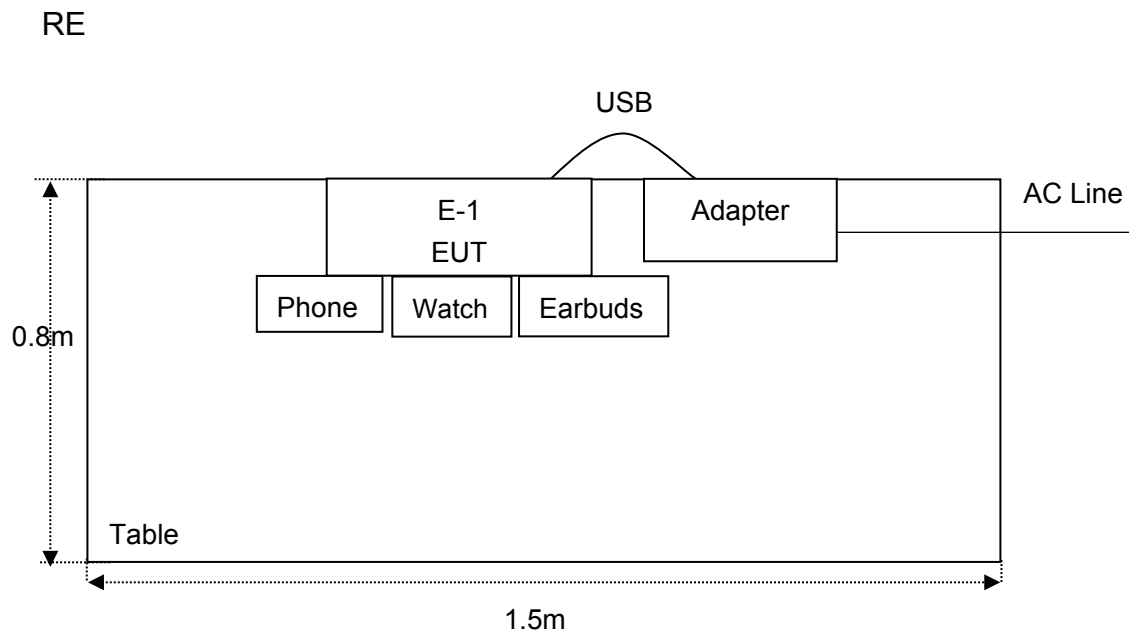 RE
USB
E-1
EUT
Adapter
AC Line
Phone
Watch
Earbuds
0.8m
Table
1.5m